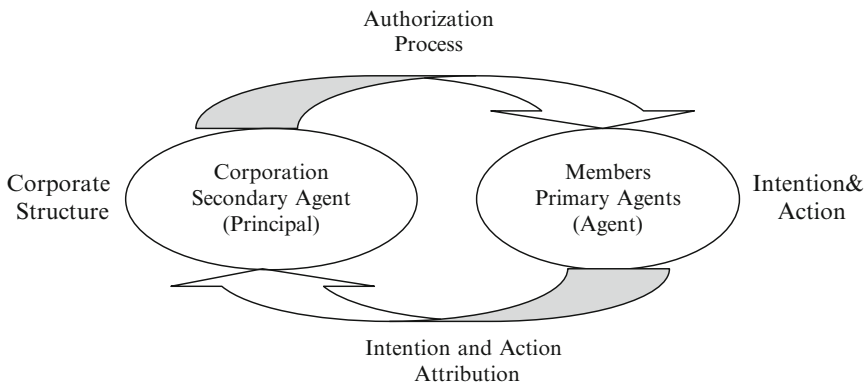 Authorization
Process
Corporate
Structure
Corporation
Secondary Agent
(Principal)
Members
Primary Agents
(Agent)
Intention&
Action
Intention and Action
Attribution